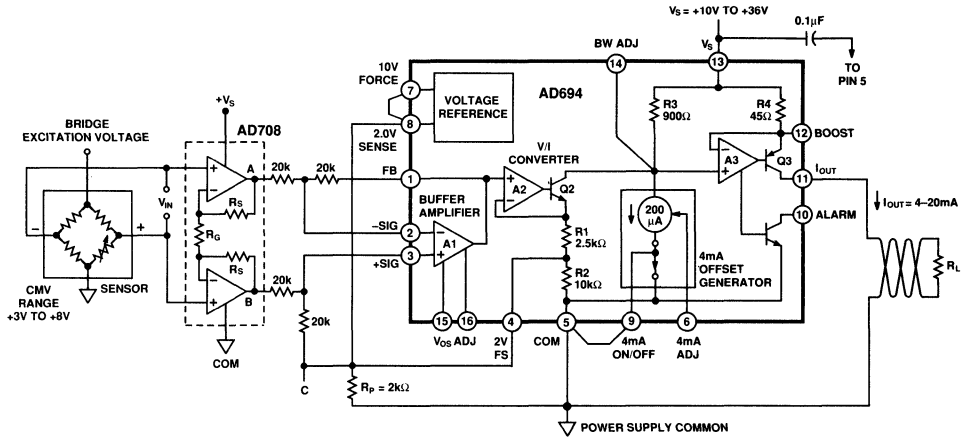 VS = +10V TO +36V
0.1µF
TO
PIN 5
BW ADJ
VS
14
13
10V
FORCE
7
VOLTAGE
REFERENCE
AD694
R3
900Ω
R4
45Ω
+VS
8
2.0V
SENSE
12
BOOST
BRIDGE
EXCITATION VOLTAGE
AD708
V/I
CONVERTER
A3
Q3
A
20k
20k
FB
1
A2
Q2
11
IOUT
VIN
RS
BUFFER
AMPLIFIER
200
µA
10
ALARM
IOUT = 4–20mA
–
+
RG
–SIG
2
A1
R1
2.5kΩ
4mA
OFFSET
GENERATOR
RS
+SIG
3
R2
10kΩ
RL
SENSOR
B
20k
CMV
RANGE
+3V TO +8V
20k
15
16
4
5
9
6
COM
VOS ADJ
2V
FS
COM
4mA
ON/OFF
4mA
ADJ
C
RP = 2kΩ
POWER SUPPLY COMMON